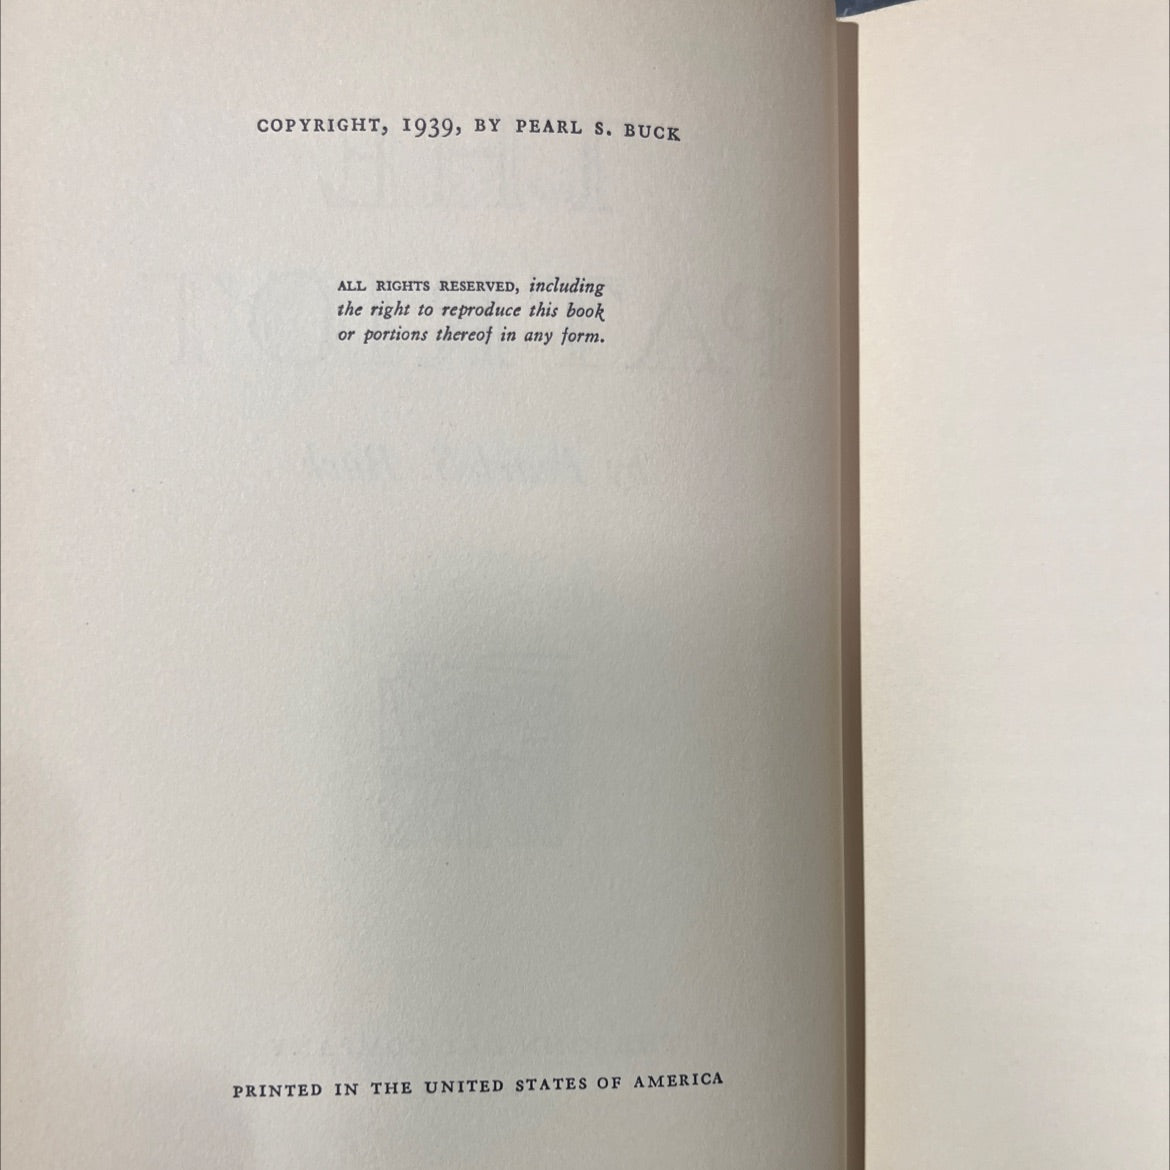 COPYRIGHT, 1939, BY PEARL S. BUCK
ALL RIGHTS RESERVED, including
the right to reproduce this book
or portions thereof in any form.
PRINTED IN THE UNITED STATES OF AMERICA